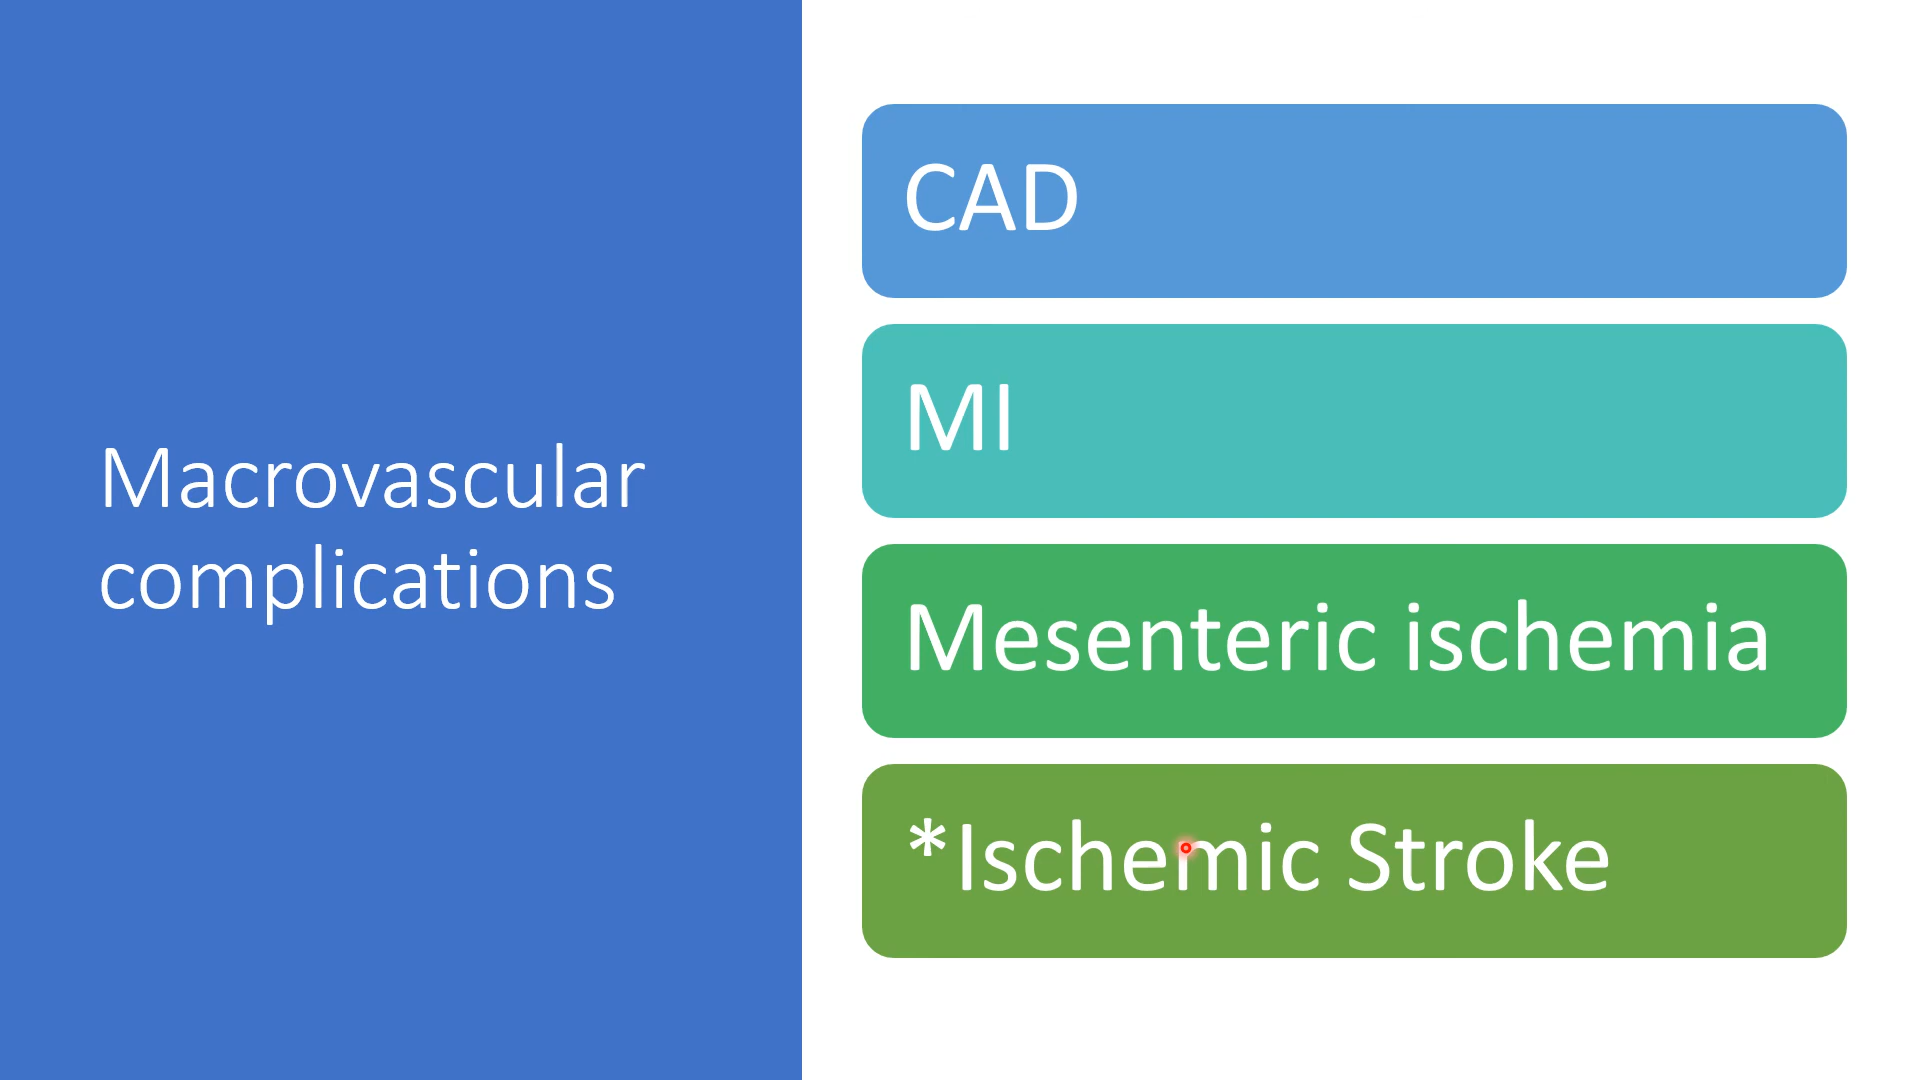 Macrovascular
complications
CAD
MI
Mesenteric ischemia
*Ischemic Stroke